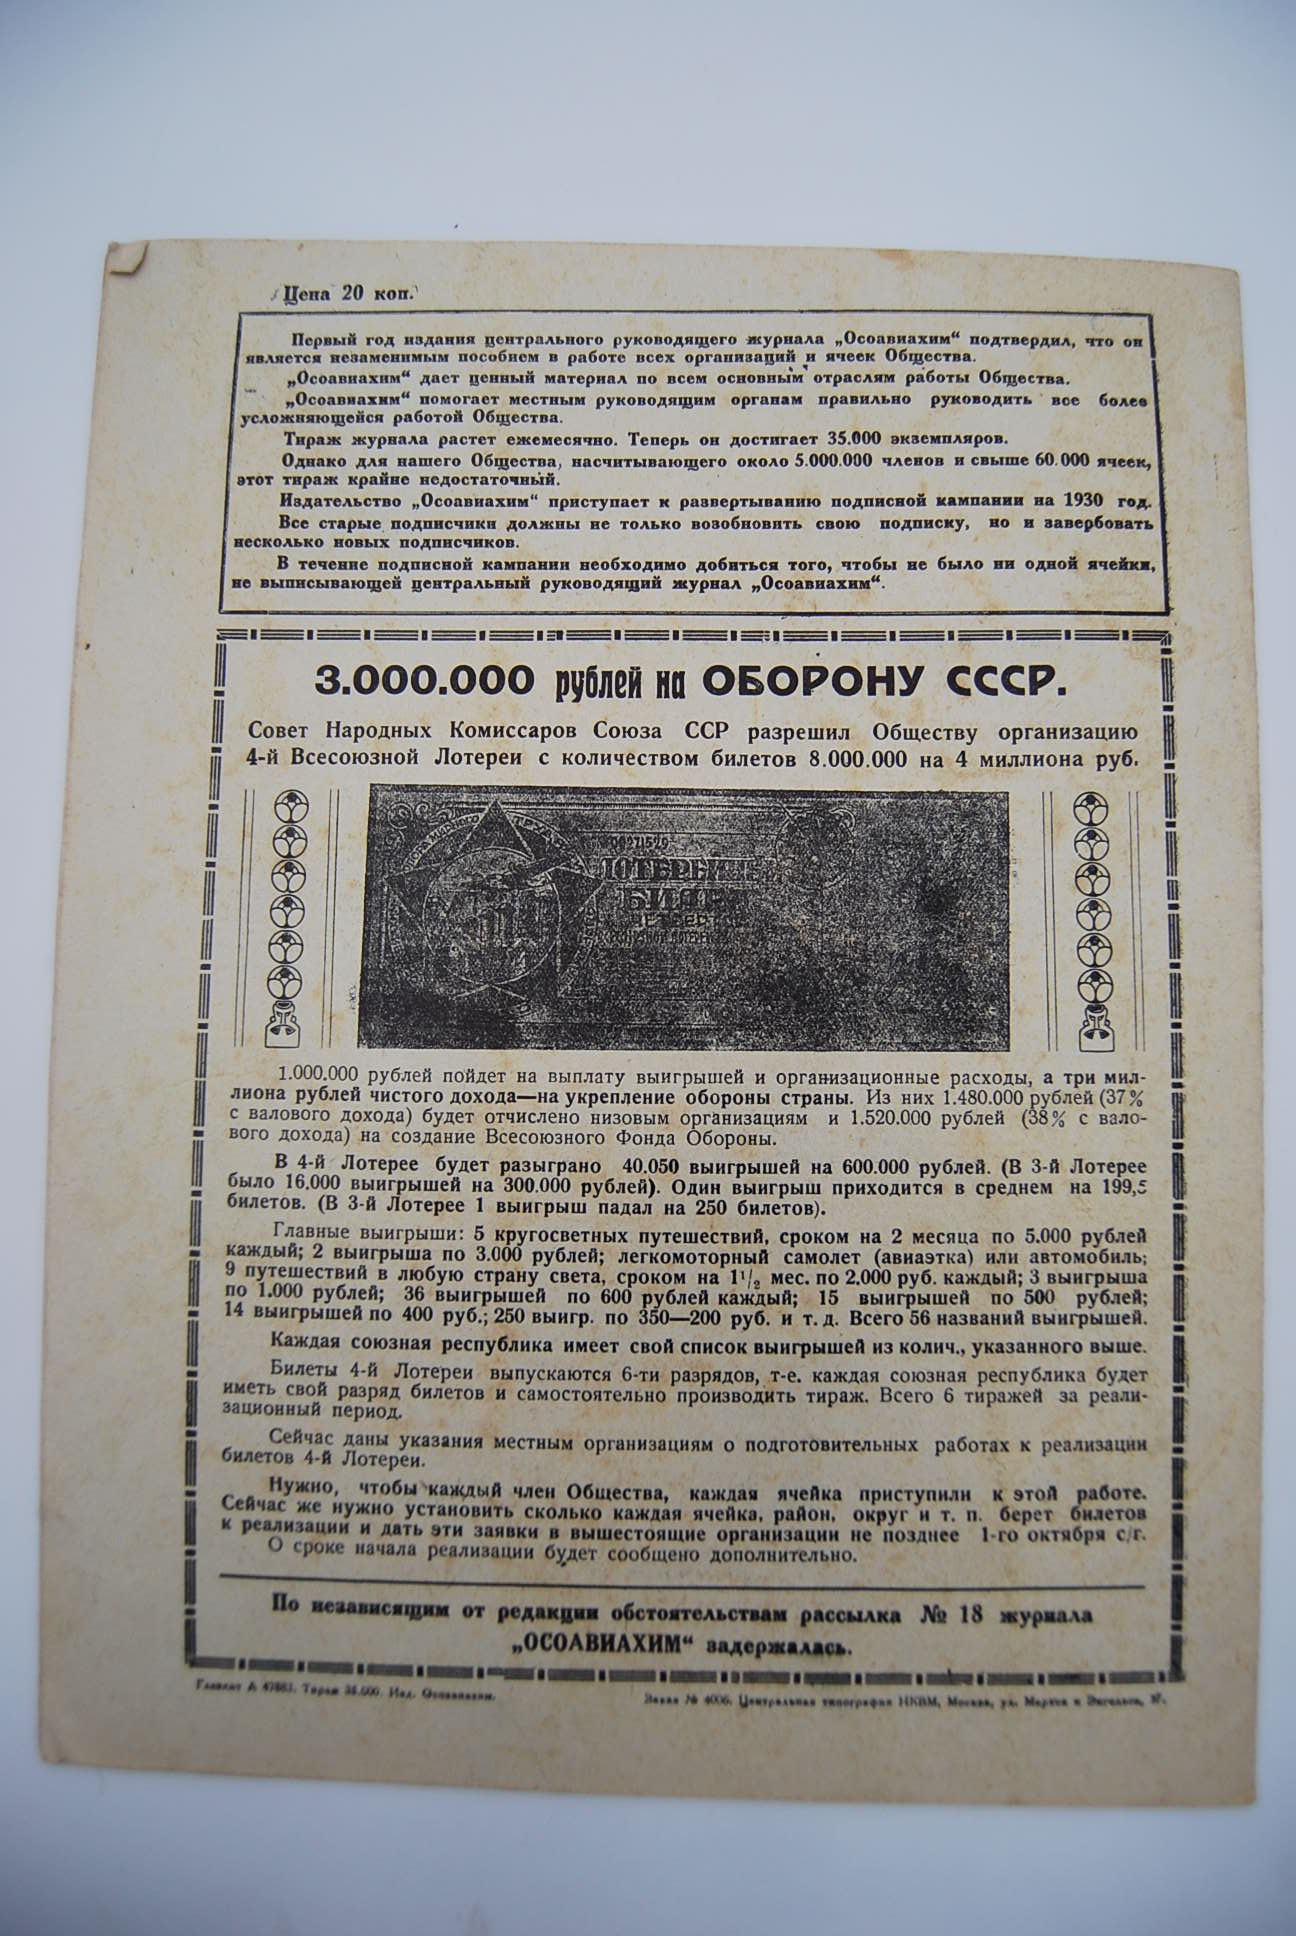 Цена 20 коп.
Первый год издания центрального руководящего журнала „Осоавиахим“ подтвердил, что он
является незаменимым пособием в работе всех организаций и ячеек Общества.
„Осоавиахим“ дает ценный материал по всем основным отраслям работы Общества.
„Осоавиахим“ помогает местным руководящим органам правильно руководить все более
усложняющейся работой Общества.
Тираж журнала растет ежемесячно. Теперь он достигает 35.000 экземпляров.
Однако для нашего Общества, насчитывающего около 5.000.000 членов и свыше 60.000 ячеек,
этот тираж крайне недостаточный.
Издательство „Осоавиахим“ приступает к развертыванию подписной кампании на 1930 год.
Все старые подписчики должны не только возобновить свою подписку, но и завербовать
несколько новых подписчиков.
В течение подписной кампании необходимо добиться того, чтобы не было ни одной ячейки,
не выписывающей центральный руководящий журнал „Осоавиахим“.
3.000.000 рублей на ОБОРОНУ СССР.
Совет Народных Комиссаров Союза ССР разрешил Обществу организацию
4-й Всесоюзной Лотереи с количеством билетов 8.000.000 на 4 миллиона руб.
1.000.000 рублей пойдет на выплату выигрышей и организационные расходы, а три мил-
лиона рублей чистого дохода—на укрепление обороны страны. Из них 1.480.000 рублей (37%
с валового дохода) будет отчислено низовым организациям и 1.520.000 рублей (38% с вало-
вого дохода) на создание Всесоюзного Фонда Обороны.
В 4-й Лотерее будет разыграно 40.050 выигрышей на 600.000 рублей. (В 3-й Лотерее
было 16.000 выигрышей на 300.000 рублей). Один выигрыш приходится в среднем на 199,5
билетов. (В 3-й Лотерее 1 выигрыш падал на 250 билетов).
Главные выигрыши: 5 кругосветных путешествий, сроком на 2 месяца по 5.000 рублей
каждый; 2 выигрыша по 3.000 рублей; легкомоторный самолет (авиаэтка) или автомобиль;
9 путешествий в любую страну света, сроком на 1½ мес. по 2.000 руб. каждый; 3 выигрыша
по 1.000 рублей; 36 выигрышей по 600 рублей каждый; 15 выигрышей по 500 рублей;
14 выигрышей по 400 руб.; 250 выигр. по 350—200 руб. и т. д. Всего 56 названий выигрышей.
Каждая союзная республика имеет свой список выигрышей из колич., указанного выше.
Билеты 4-й Лотереи выпускаются 6-ти разрядов, т-е. каждая союзная республика будет
иметь свой разряд билетов и самостоятельно производить тираж. Всего 6 тиражей за реали-
зационный период.
Сейчас даны указания местным организациям о подготовительных работах к реализации
билетов 4-й Лотереи.
Нужно, чтобы каждый член Общества, каждая ячейка приступили к этой работе.
Сейчас же нужно установить сколько каждая ячейка, район, округ и т. п. берет билетов
к реализации и дать эти заявки в вышестоящие организации не позднее 1-го октября с/г.
О сроке начала реализации будет сообщено дополнительно.
По независящим от редакции обстоятельствам рассылка № 18 журнала
„ОСОАВИАХИМ“ задержалась.
Главлит А Тираж 35.000. Изд. Осоавиахим.
Заказ № 4006. Центральная типография НКВМ, Москва, ул. Маркса и Энгельса, 17.